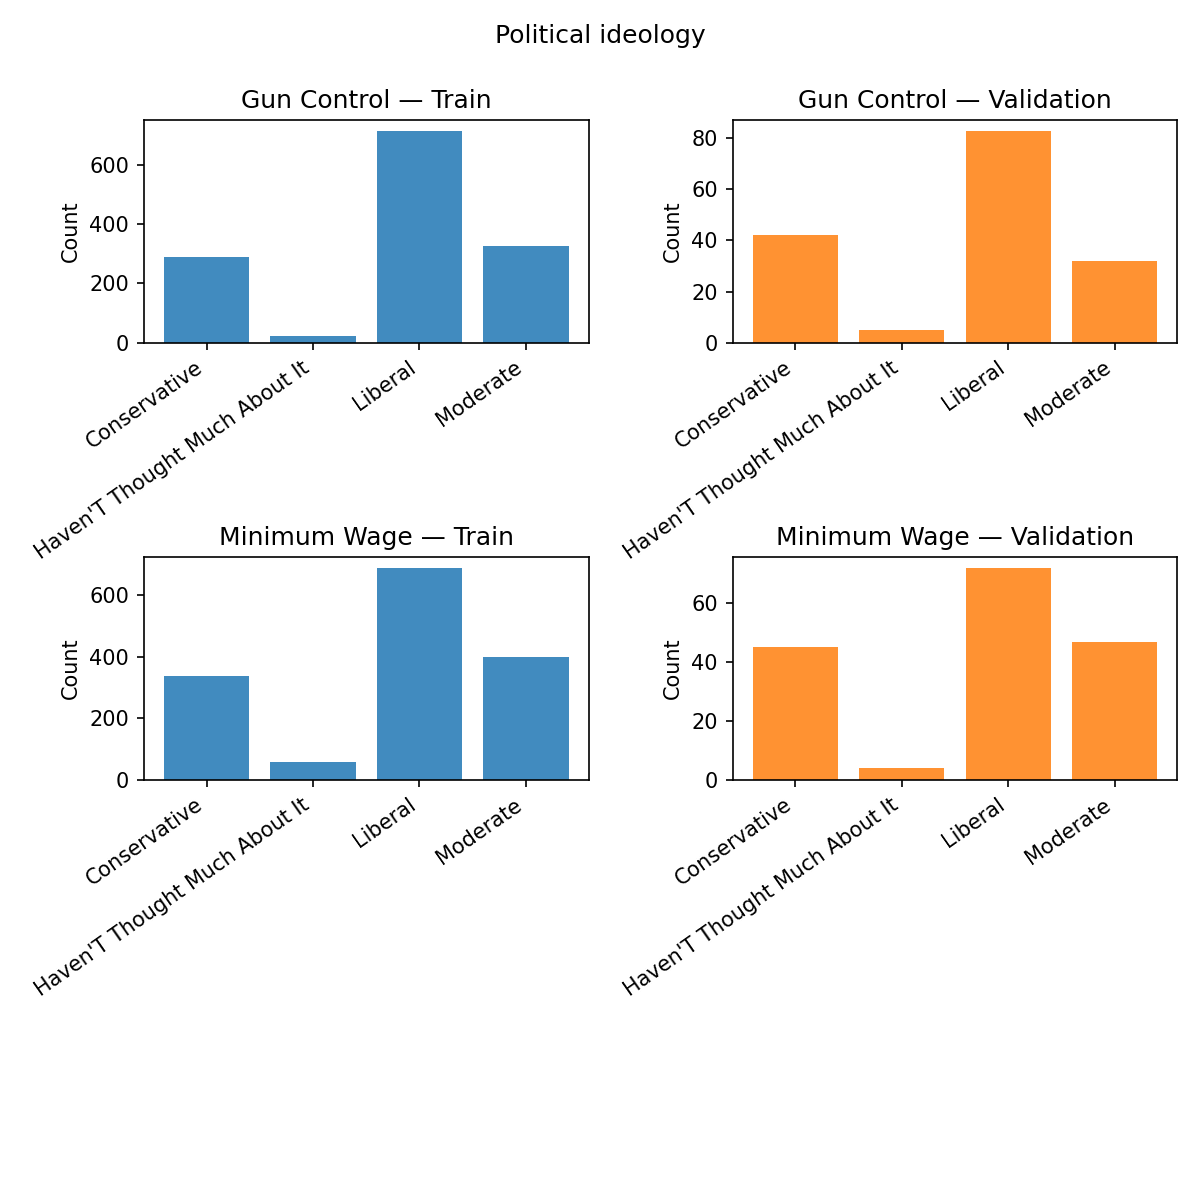 Political ideology
Gun Control — Train
Count
600
400
200
0
Conservative
Haven'T Thought Much About It
Liberal
Moderate
Gun Control — Validation
Count
80
60
40
20
0
Conservative
Haven'T Thought Much About It
Liberal
Moderate
Minimum Wage — Train
Count
600
400
200
0
Conservative
Haven'T Thought Much About It
Liberal
Moderate
Minimum Wage — Validation
Count
60
40
20
0
Conservative
Haven'T Thought Much About It
Liberal
Moderate